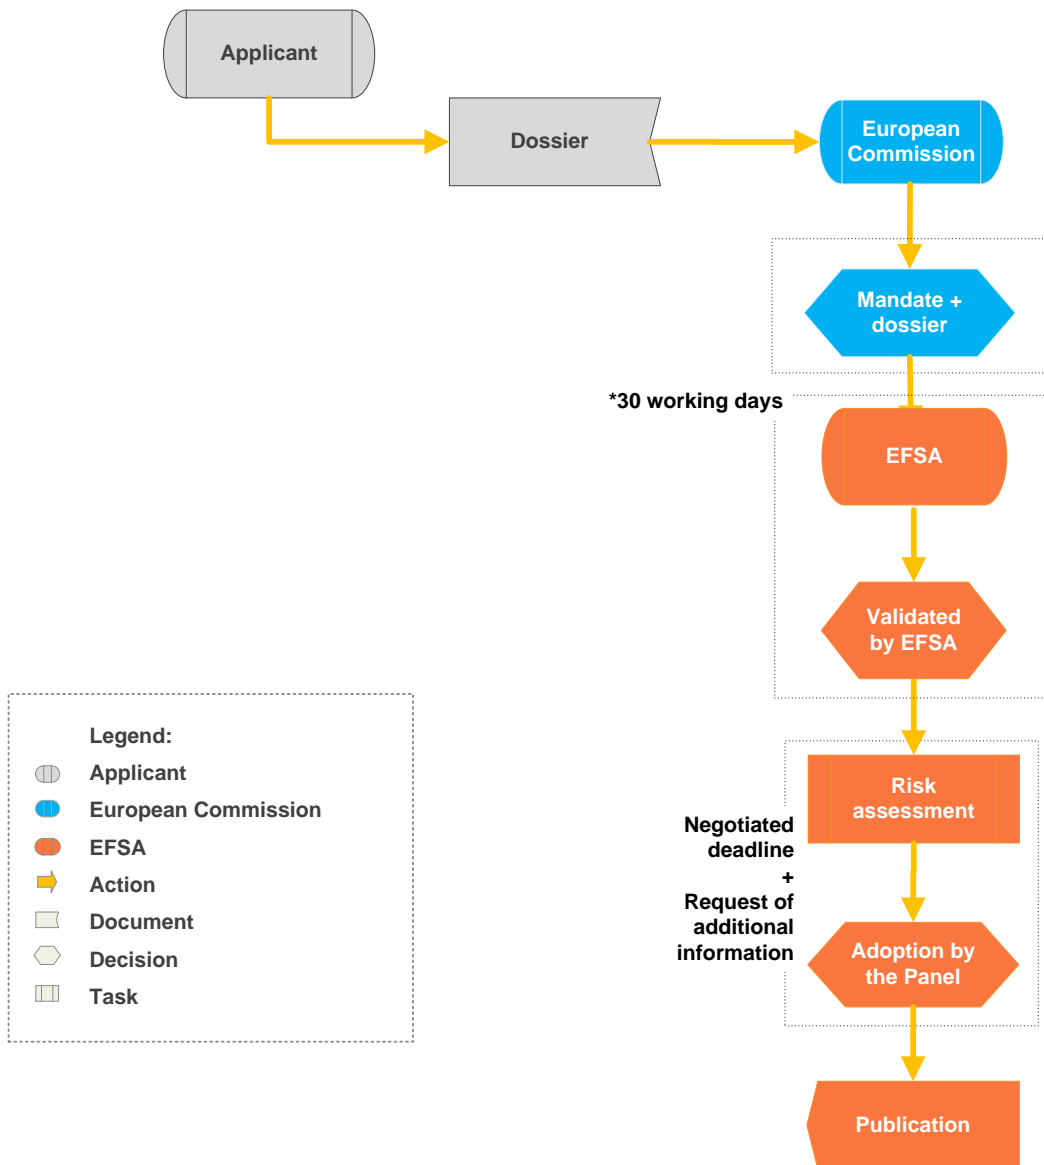 Applicant
Dossier
European
Commission
Mandate +
dossier
*30 working days
EFSA
Validated
by EFSA
Risk
assessment
Negotiated
deadline
+
Request of
additional
information
Adoption by
the Panel
Publication
Legend:
Applicant
European Commission
EFSA
Action
Document
Decision
Task